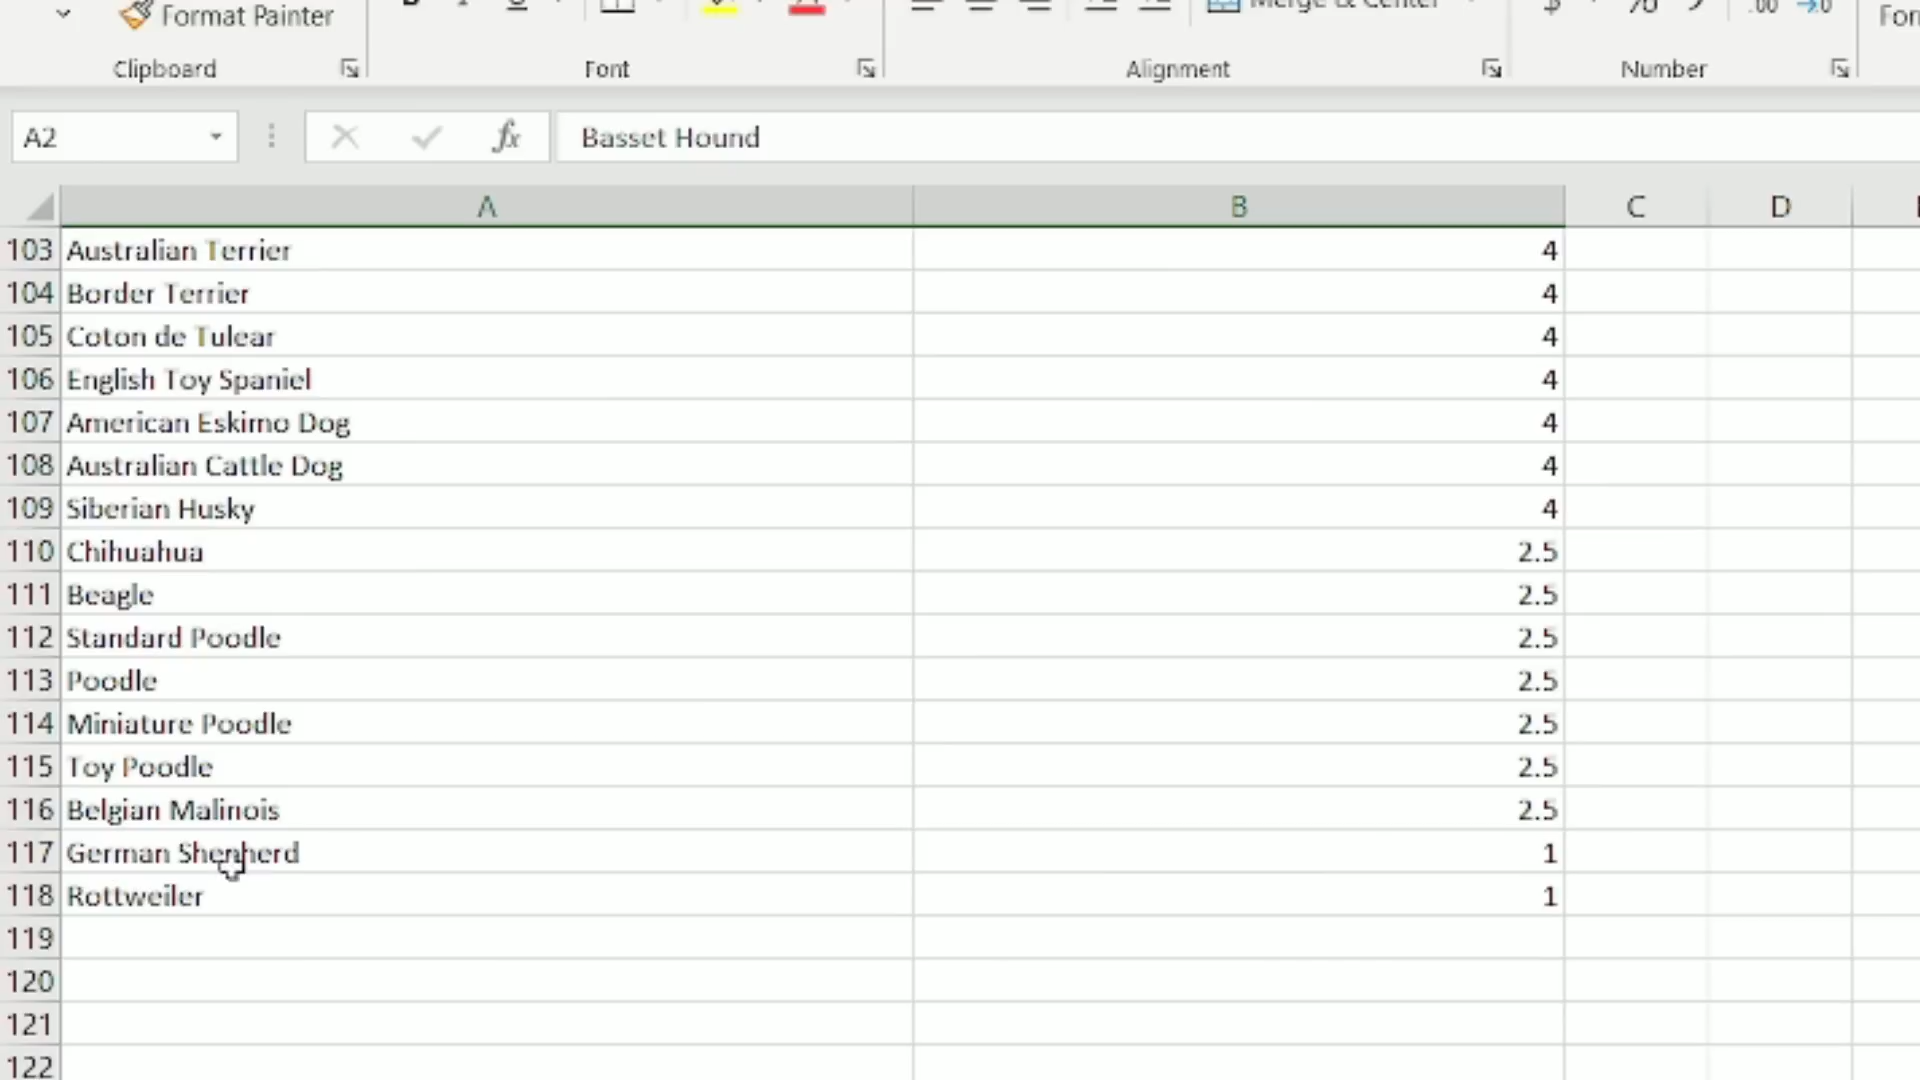 Format Painter
Merge & Center
$ % .00
Clipboard Font Alignment Number
A2 fx Basset Hound
A B C D
103 Australian Terrier 4
104 Border Terrier 4
105 Coton de Tulear 4
106 English Toy Spaniel 4
107 American Eskimo Dog 4
108 Australian Cattle Dog 4
109 Siberian Husky 4
110 Chihuahua 2.5
111 Beagle 2.5
112 Standard Poodle 2.5
113 Poodle 2.5
114 Miniature Poodle 2.5
115 Toy Poodle 2.5
116 Belgian Malinois 2.5
117 German Shepherd 1
118 Rottweiler 1
119
120
121
122